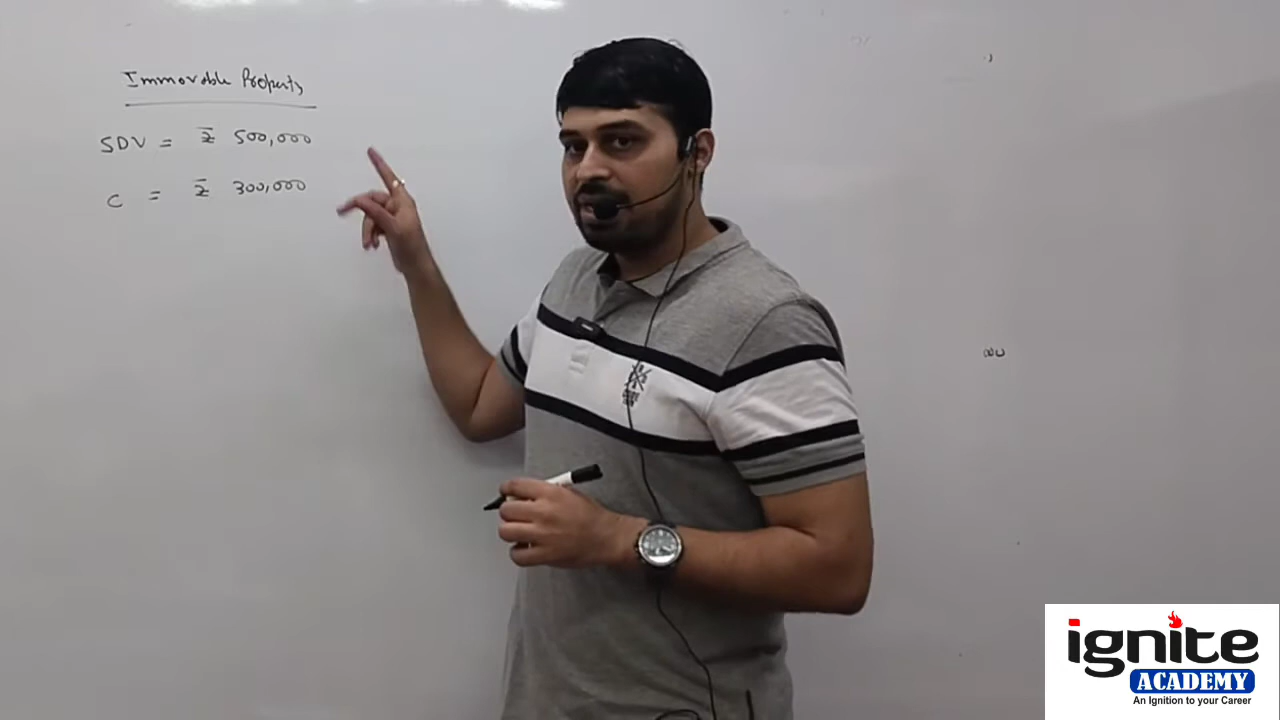 Immovable Property
SDV = ₹ 500,000
C = ₹ 300,000
ignite
ACADEMY
An Ignition to your Career